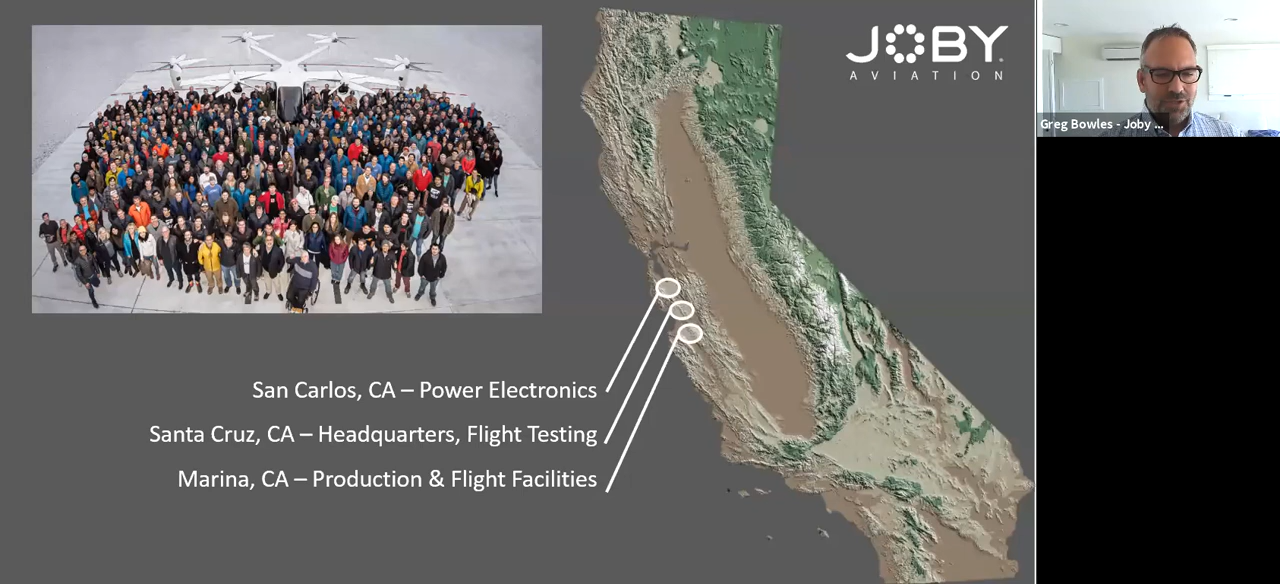 JOBY
AVIATION
Greg Bowles - Joby ...
San Carlos, CA – Power Electronics
Santa Cruz, CA – Headquarters, Flight Testing
Marina, CA – Production & Flight Facilities